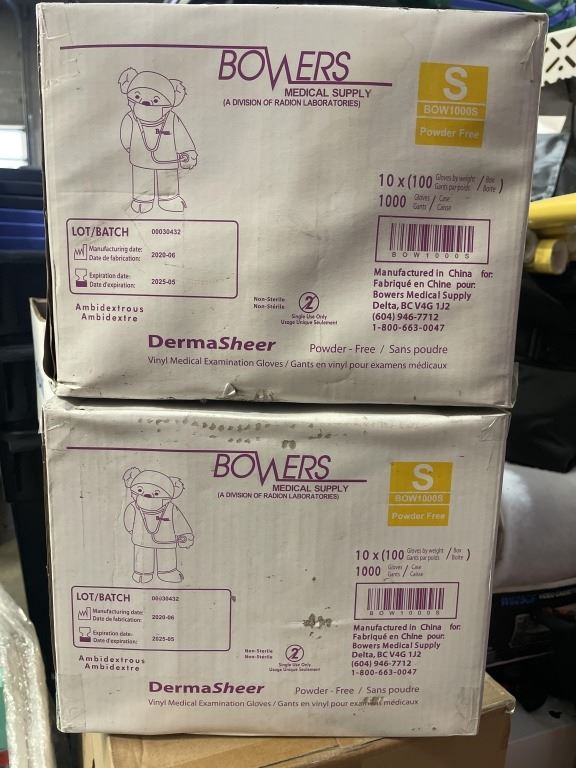 BOWERS
MEDICAL SUPPLY
(A DIVISION OF RADION LABORATORIES)
S
BOW1000S
Powder Free
10 x (100 Gloves by weight / Box
Gants par poids / Boite )
1000 Gloves / Case
Gants / Caisse
BOW1000S
LOT/BATCH 00030432
Manufacturing date:
Date de fabrication: 2020-06
Expiration date:
Date d'expiration: 2025-05
Manufactured in China for:
Fabriqué en Chine pour:
Bowers Medical Supply
Delta, BC V4G 1J2
(604) 946-7712
1-800-663-0047
Ambidextrous
Ambidextre
Non-Sterile
Non-Stérile
2
Single Use Only
Usage Unique Seulement
DermaSheer Powder - Free / Sans poudre
Vinyl Medical Examination Gloves / Gants en vinyl pour examens médicaux
BOWERS
MEDICAL SUPPLY
(A DIVISION OF RADION LABORATORIES)
S
BOW1000S
Powder Free
10 x (100 Gloves by weight / Box
Gants par poids / Boite )
1000 Gloves / Case
Gants / Caisse
BOW1000S
LOT/BATCH 00030432
Manufacturing date:
Date de fabrication: 2020-06
Expiration date:
Date d'expiration: 2025-05
Manufactured in China for:
Fabriqué en Chine pour:
Bowers Medical Supply
Delta, BC V4G 1J2
(604) 946-7712
1-800-663-0047
Ambidextrous
Ambidextre
Non-Sterile
Non-Stérile
2
Single Use Only
Usage Unique Seulement
DermaSheer Powder - Free / Sans poudre
Vinyl Medical Examination Gloves / Gants en vinyl pour examens médicaux